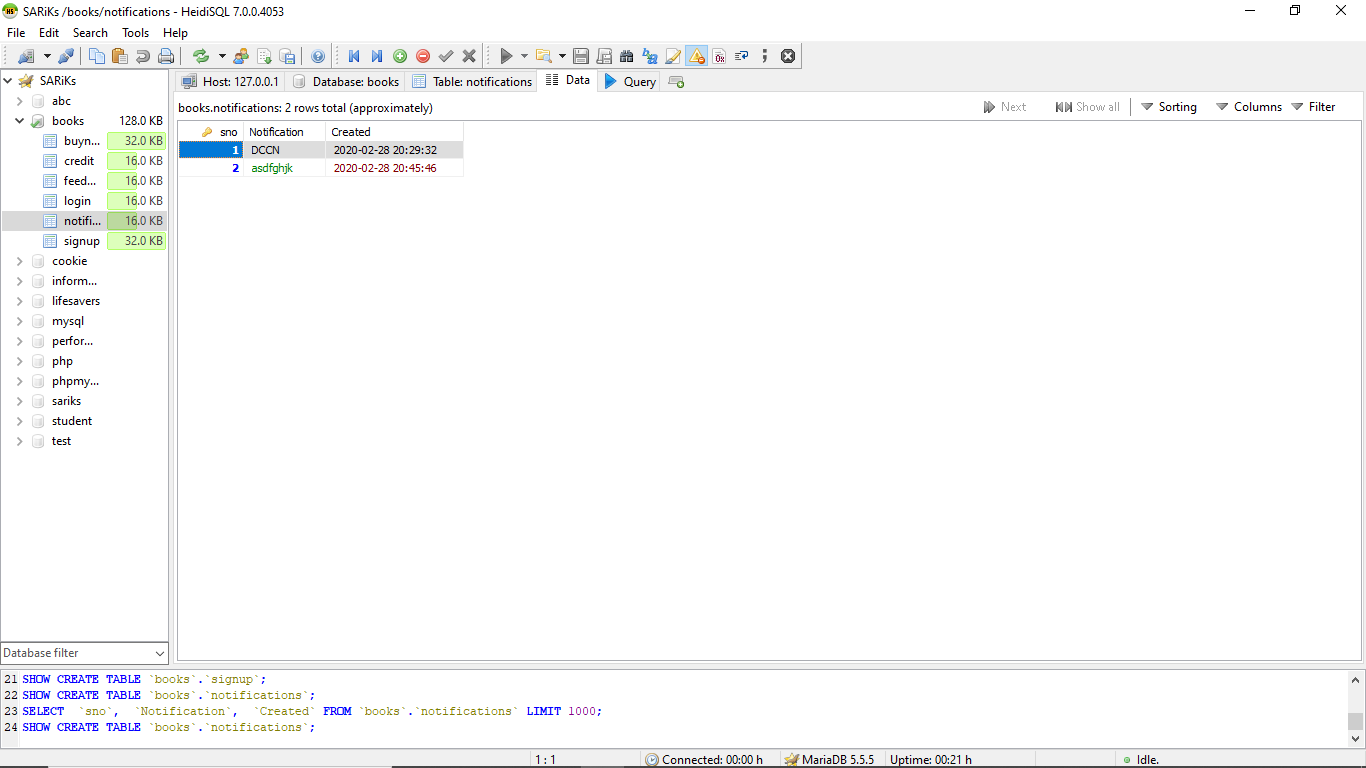 SARiKs /books/notifications - HeidiSQL 7.0.0.4053
File Edit Search Tools Help
SARiKs
abc
books 128.0 KB
buyn... 32.0 KB
credit 16.0 KB
feed... 16.0 KB
login 16.0 KB
notifi... 16.0 KB
signup 32.0 KB
cookie
inform...
lifesavers
mysql
perfor...
php
phpmy...
sariks
student
test
Database filter
Host: 127.0.0.1 Database: books Table: notifications Data Query
books.notifications: 2 rows total (approximately) Next Show all Sorting Columns Filter
sno Notification Created
1 DCCN 2020-02-28 20:29:32
2 asdfghjk 2020-02-28 20:45:46
21 SHOW CREATE TABLE `books`.`signup`;
22 SHOW CREATE TABLE `books`.`notifications`;
23 SELECT `sno`, `Notification`, `Created` FROM `books`.`notifications` LIMIT 1000;
24 SHOW CREATE TABLE `books`.`notifications`;
1 : 1 Connected: 00:00 h MariaDB 5.5.5 Uptime: 00:21 h Idle.